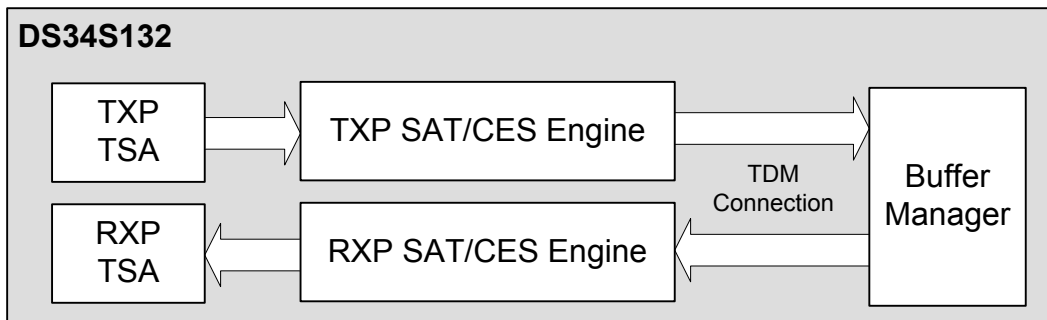 DS34S132
TXP
TSA
TXP SAT/CES Engine
TDM
Connection
Buffer
Manager
RXP
TSA
RXP SAT/CES Engine